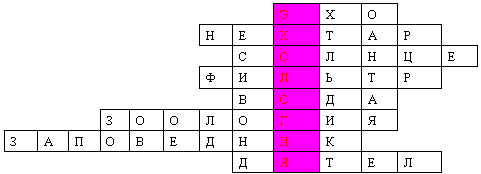 ЭХО
НЕКТАР
СОЛНЦЕ
ФИЛЬТР
ВОДА
ЗООЛОГИЯ
ЗАПОВЕДНИК
ДЯТЕЛ